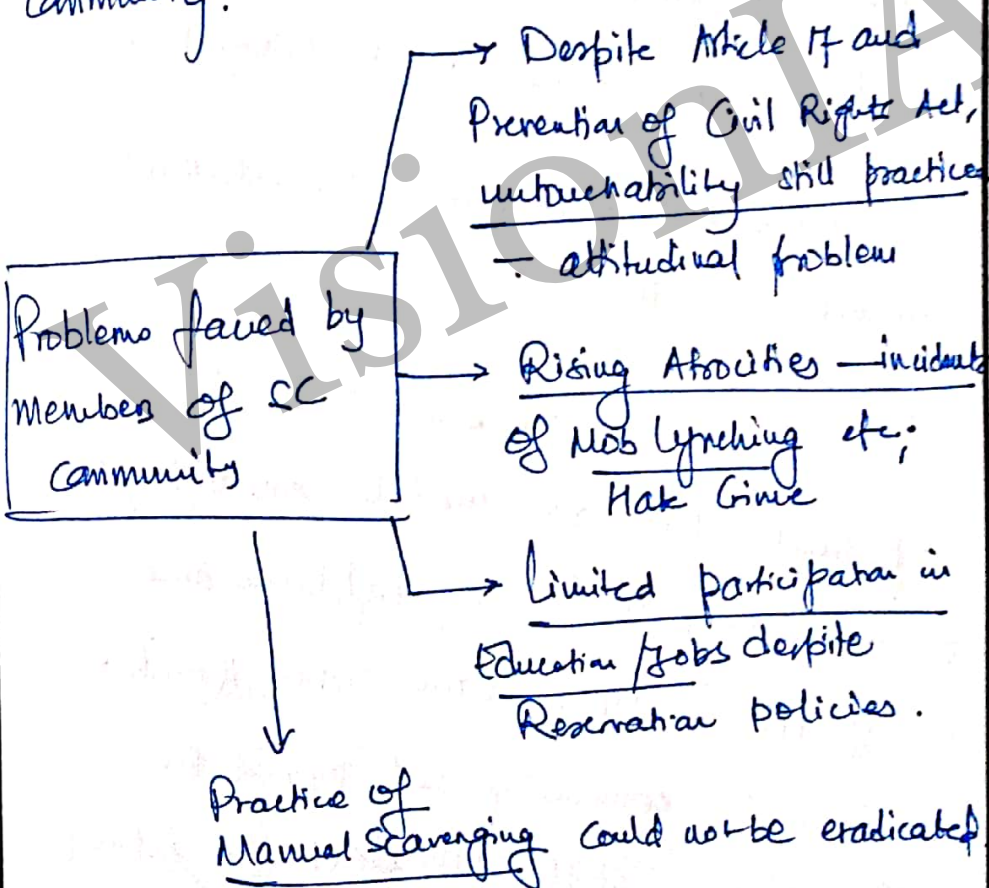 Community.
Despite Article 17 and
Prevention of Civil Rights Act,
untouchability still practiced
- attitudinal problem
Problems faced by
members of SC
Community
Rising Atrocities - incidents
of Mob lynching etc;
Hate Crime
Limited participation in
Education / Jobs despite
Reservation policies.
Practice of
Manual Scavenging could not be eradicated
VisionIA